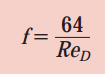 f = 64 / Re_D